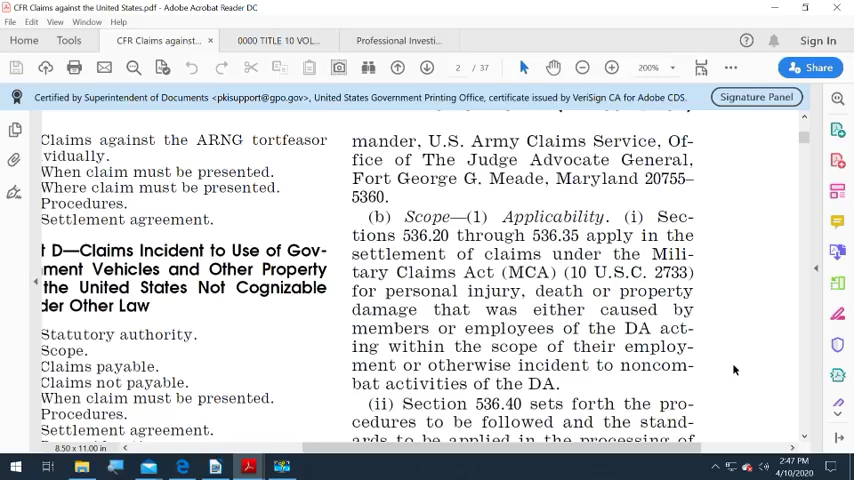 CFR Claims against the United States.pdf - Adobe Acrobat Reader DC
File Edit View Window Help
Home Tools CFR Claims against... × 0000 TITLE 10 VOL... Professional Investi... Sign In
2 / 37 200% Share
Certified by Superintendent of Documents <pkisupport@gpo.gov>, United States Government Printing Office, certificate issued by VeriSign CA for Adobe CDS. Signature Panel
Claims against the ARNG tortfeasor
vidually.
When claim must be presented.
Where claim must be presented.
Procedures.
Settlement agreement.
t D—Claims Incident to Use of Gov-
ment Vehicles and Other Property
the United States Not Cognizable
der Other Law
Statutory authority.
Scope.
Claims payable.
Claims not payable.
When claim must be presented.
Procedures.
Settlement agreement.
mander, U.S. Army Claims Service, Of-
fice of The Judge Advocate General,
Fort George G. Meade, Maryland 20755–
5360.
(b) Scope—(1) Applicability. (i) Sec-
tions 536.20 through 536.35 apply in the
settlement of claims under the Mili-
tary Claims Act (MCA) (10 U.S.C. 2733)
for personal injury, death or property
damage that was either caused by
members or employees of the DA act-
ing within the scope of their employ-
ment or otherwise incident to noncom-
bat activities of the DA.
(ii) Section 536.40 sets forth the pro-
cedures to be followed and the stand-
ards to be applied in the processing of
8.50 x 11.00 in
2:47 PM
4/10/2020